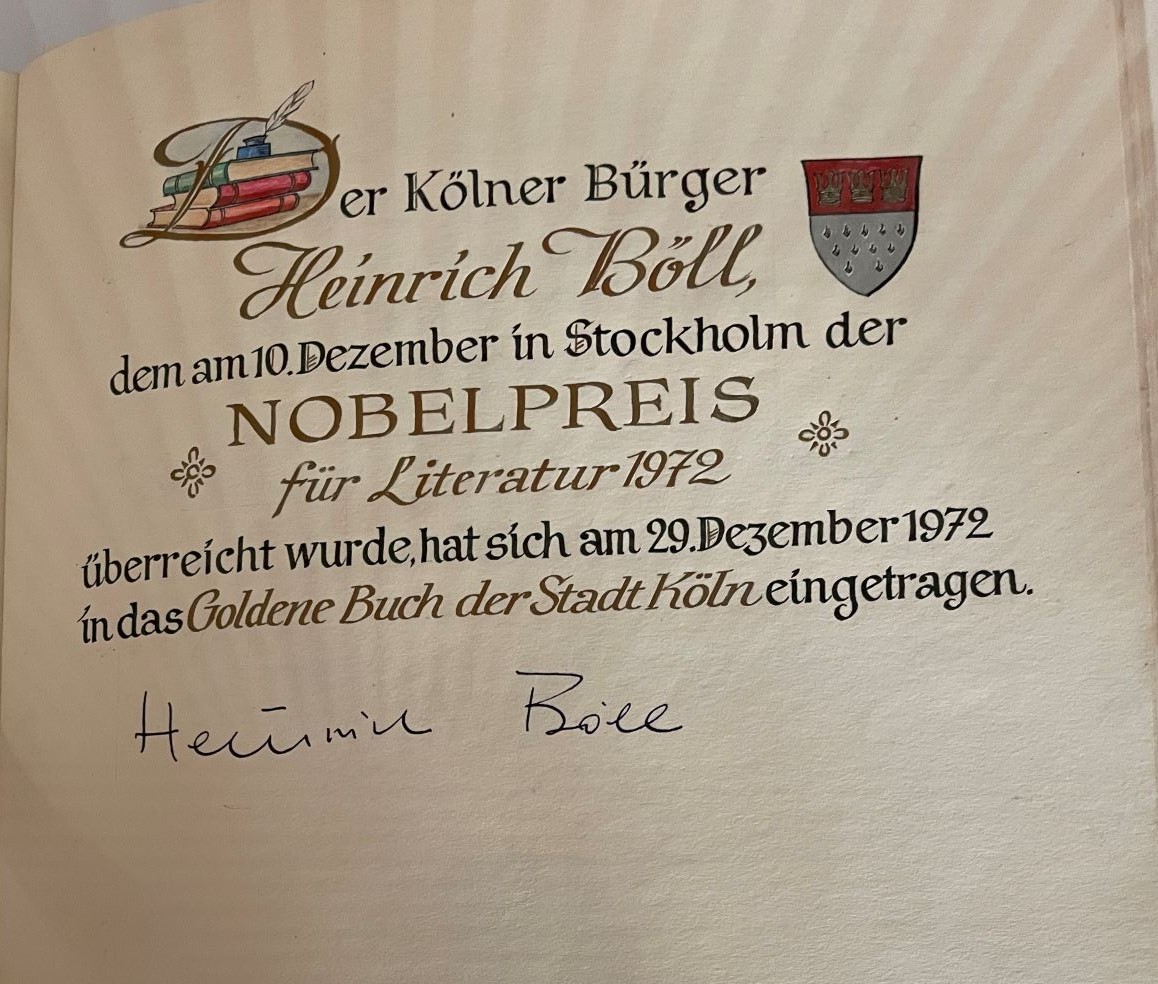 Der Kölner Bürger
Heinrich Böll,
dem am 10. Dezember in Stockholm der
NOBELPREIS
für Literatur 1972
überreicht wurde, hat sich am 29. Dezember 1972
in das Goldene Buch der Stadt Köln eingetragen.
Heinrich Böll